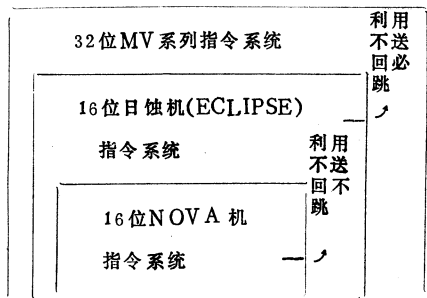 32位MV系列指令系统
利用
不送
回必
跳
16位日蚀机(ECLIPSE)
指令系统
利用
不送
回不
跳
16位NOVA机
指令系统